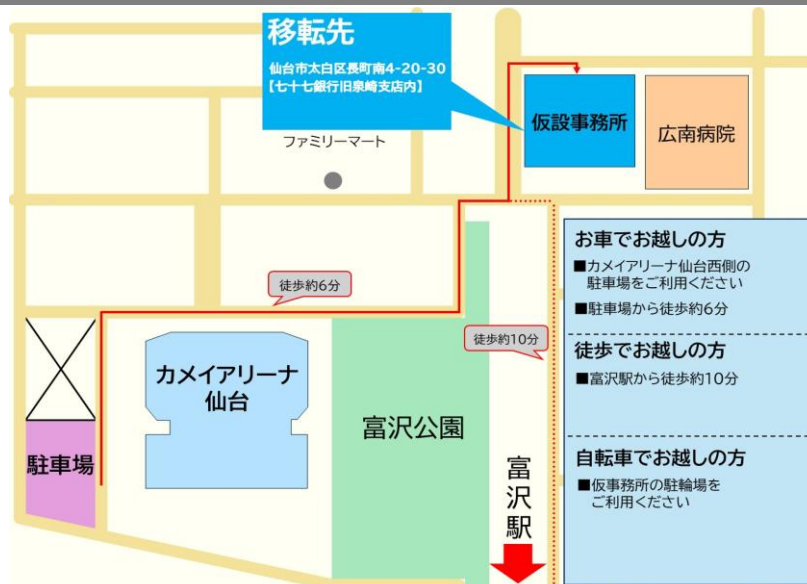 移転先
仙台市太白区長町南4-20-30
【七十七銀行旧泉崎支店内】
仮設事務所
広南病院
ファミリーマート
お車でお越しの方
■カメイアリーナ仙台西側の
駐車場をご利用ください
■駐車場から徒歩約6分
徒歩約6分
徒歩約10分
徒歩でお越しの方
■富沢駅から徒歩約10分
カメイアリーナ
仙台
富沢公園
駐車場
富沢駅
自転車でお越しの方
■仮事務所の駐輪場を
ご利用ください